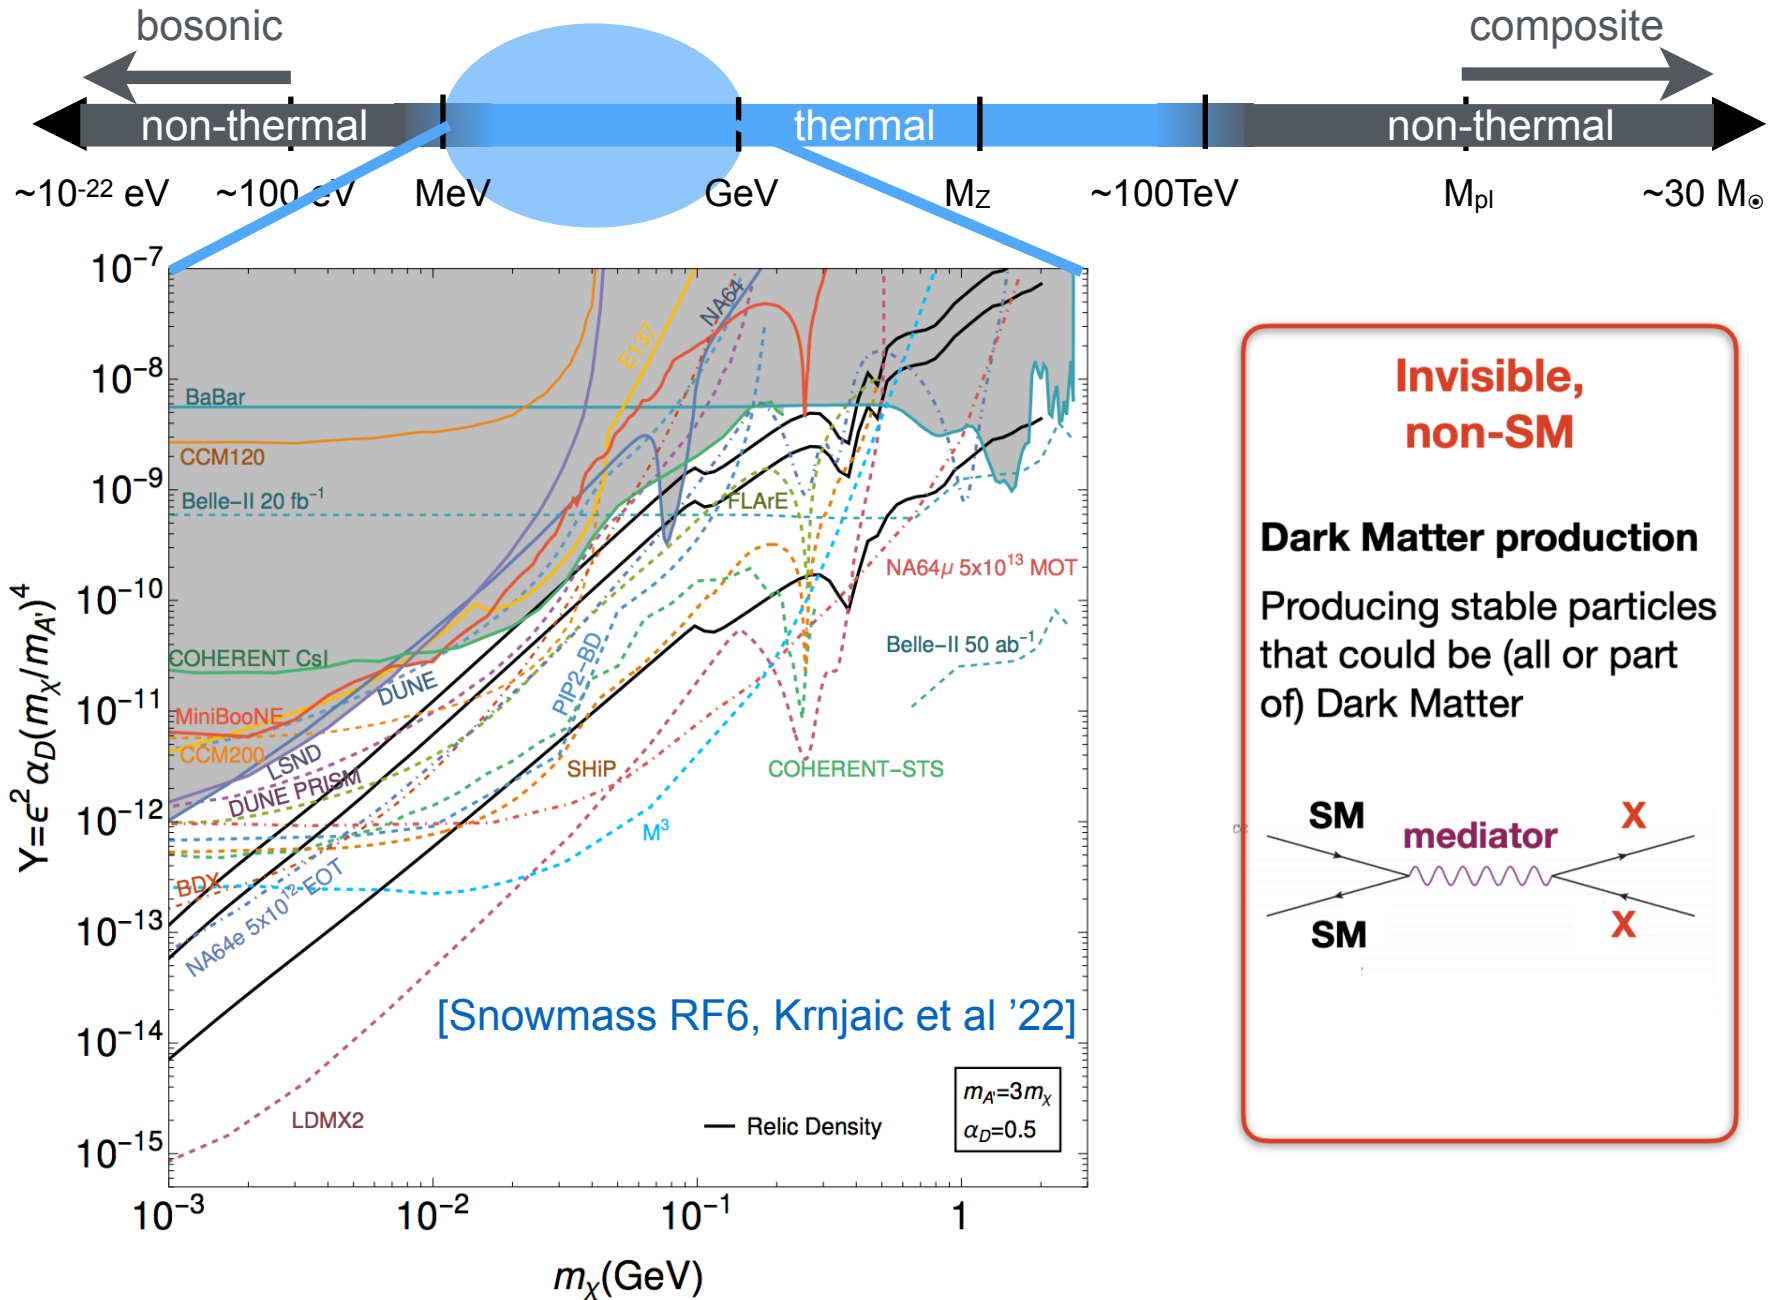 bosonic
composite
non-thermal
thermal
non-thermal
~10-22 eV
~100 eV
MeV
GeV
MZ
~100TeV
Mpl
~30 M⊙
10−7
10−8
10−9
10−10
10−11
10−12
10−13
10−14
10−15
Y=ϵ2αD(mχ/mA')4
BaBar
CCM120
Belle−II 20 fb−1
COHERENT CsI
MiniBooNE
CCM200
LSND
DUNE PRISM
DUNE
BDX
NA64e 5x1012 EOT
E137
NA64
FLArE
PIP2−BD
SHiP
M3
COHERENT−STS
NA64μ 5x1013 MOT
Belle−II 50 ab−1
LDMX2
[Snowmass RF6, Krnjaic et al ’22]
Relic Density
mA'=3mχ
αD=0.5
10−3
10−2
10−1
1
mχ(GeV)
Invisible,
non-SM
Dark Matter production
Producing stable particles
that could be (all or part
of) Dark Matter
SM
mediator
X
SM
X